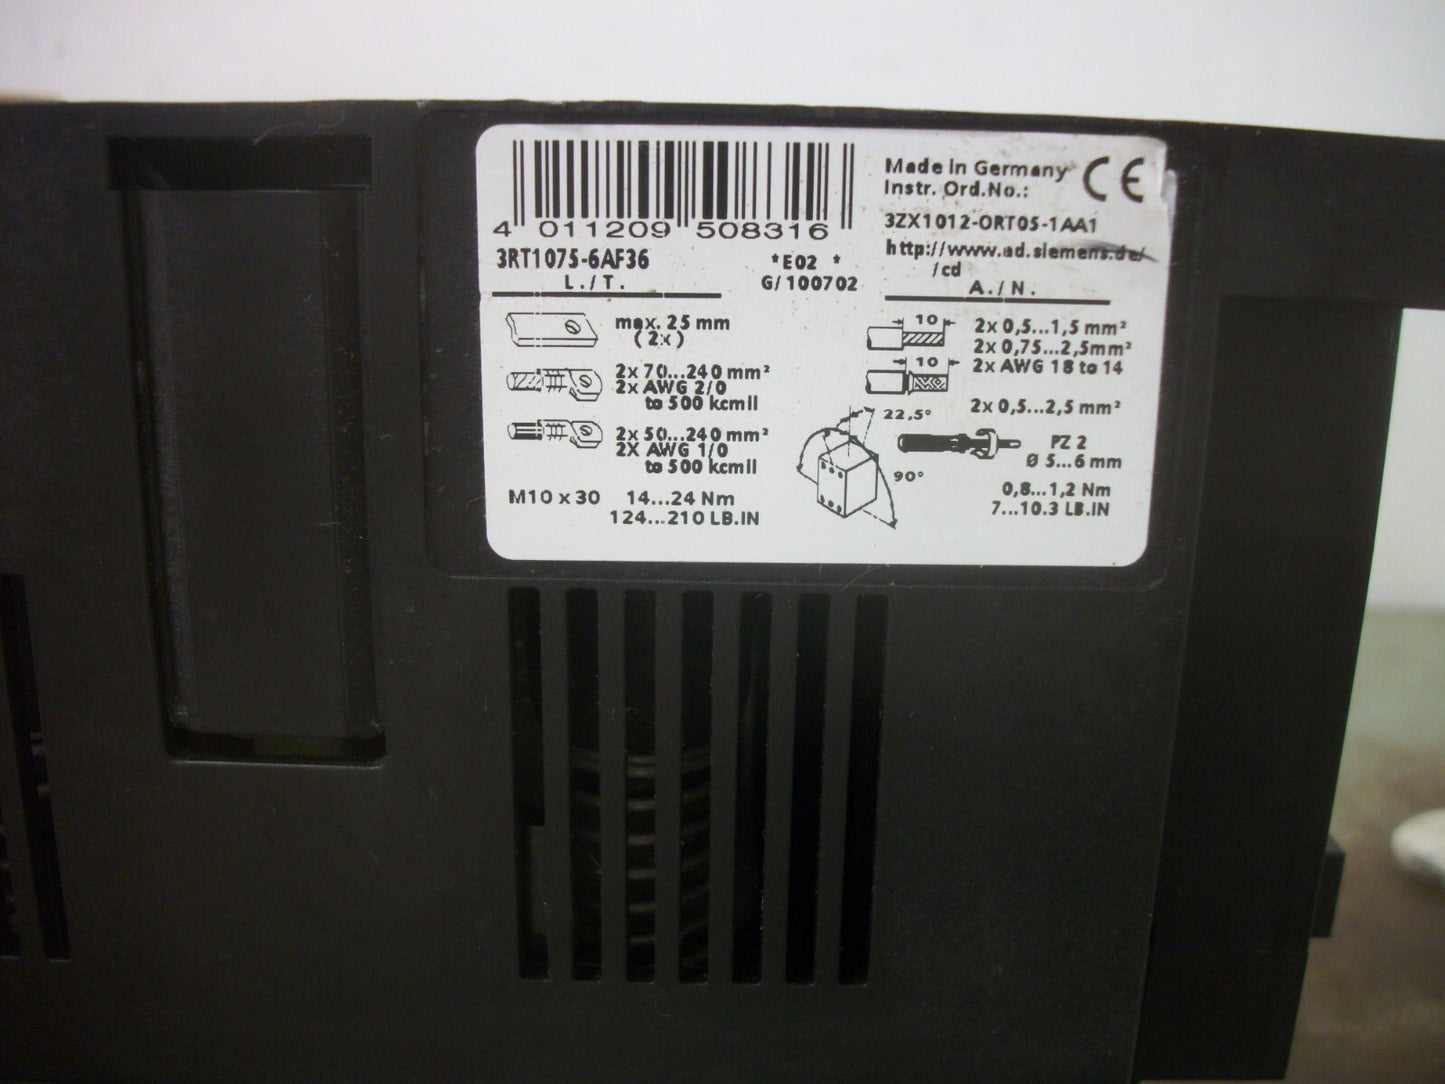 Made in Germany CE
Instr. Ord.No.:
3ZX1012-0RT05-1AA1
http://www.ad.siemens.de/
/cd
4 011209 508316
3RT1075-6AF36
*E02 *
G/100702
L./T.
max. 25 mm
(2x)
2x 70...240 mm²
2x AWG 2/0
to 500 kcmil
2x 50...240 mm²
2X AWG 1/0
to 500 kcmil
M10 x 30 14...24 Nm
124...210 LB.IN
A./N.
10
2x 0,5...1,5 mm²
2x 0,75...2,5mm²
10
2x AWG 18 to 14
2x 0,5...2,5 mm²
22,5°
PZ 2
Ø 5...6 mm
90°
0,8...1,2 Nm
7...10.3 LB.IN